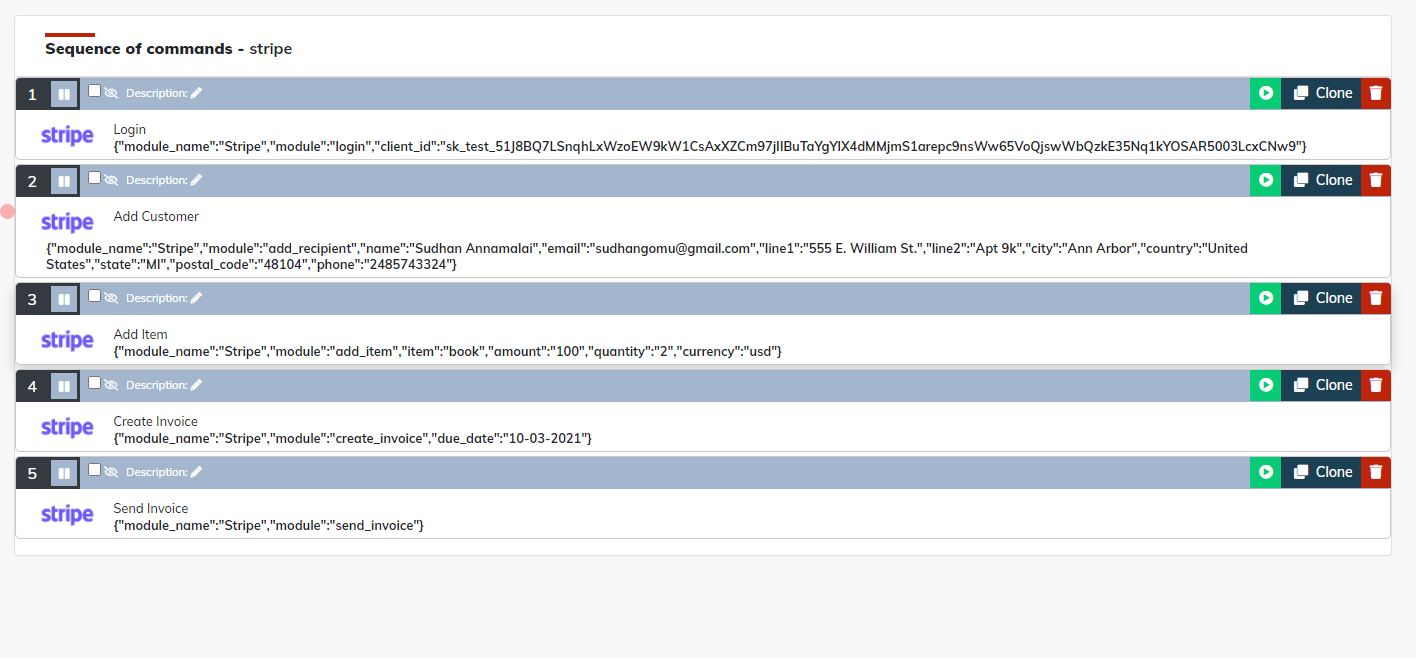 Sequence of commands - stripe
1 Description: Clone
stripe Login
{"module_name":"Stripe","module":"login","client_id":
2 Description: Clone
stripe Add Customer
{"module_name":"Stripe","module":"add_recipient","name":"Sudhan Annamalai","email":"sudhangomu@gmail.com","line1":"555 E. William St.","line2":"Apt 9k","city":"Ann Arbor","country":"United
States","state":"MI","postal_code":"48104","phone":"2485743324"}
3 Description: Clone
stripe Add Item
{"module_name":"Stripe","module":"add_item","item":"book","amount":"100","quantity":"2","currency":"usd"}
4 Description: Clone
stripe Create Invoice
{"module_name":"Stripe","module":"create_invoice","due_date":"10-03-2021"}
5 Description: Clone
stripe Send Invoice
{"module_name":"Stripe","module":"send_invoice"}